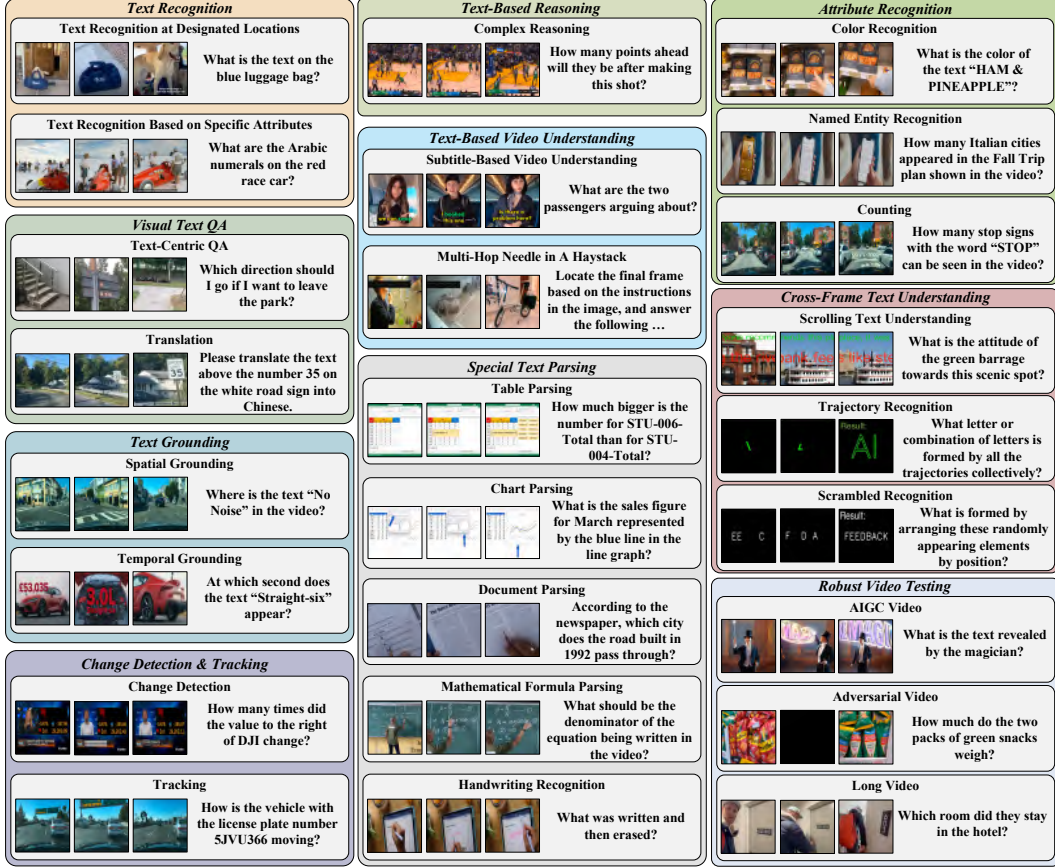 Text Recognition
Text Recognition at Designated Locations
What is the text on the
blue luggage bag?
Text Recognition Based on Specific Attributes
What are the Arabic
numerals on the red
race car?
Visual Text QA
Text-Centric QA
Which direction should
I go if I want to leave
the park?
Translation
Please translate the text
above the number 35 on
the white road sign into
Chinese.
35
Text Grounding
Spatial Grounding
Where is the text “No
Noise” in the video?
Temporal Grounding
£53,035
3.0L
At which second does
the text “Straight-six”
appear?
Change Detection & Tracking
Change Detection
How many times did
the value to the right
of DJI change?
Tracking
How is the vehicle with
the license plate number
5JVU366 moving?
Text-Based Reasoning
Complex Reasoning
How many points ahead
will they be after making
this shot?
Text-Based Video Understanding
Subtitle-Based Video Understanding
What are the two
passengers arguing about?
Multi-Hop Needle in A Haystack
Locate the final frame
based on the instructions
in the image, and answer
the following …
Special Text Parsing
Table Parsing
How much bigger is the
number for STU-006-
Total than for STU-
004-Total?
Chart Parsing
What is the sales figure
for March represented
by the blue line in the
line graph?
Document Parsing
According to the
newspaper, which city
does the road built in
1992 pass through?
Mathematical Formula Parsing
What should be the
denominator of the
equation being written in
the video?
Handwriting Recognition
What was written and
then erased?
Attribute Recognition
Color Recognition
What is the color of
the text “HAM &
PINEAPPLE”?
Named Entity Recognition
How many Italian cities
appeared in the Fall Trip
plan shown in the video?
Counting
How many stop signs
with the word “STOP”
can be seen in the video?
Cross-Frame Text Understanding
Scrolling Text Understanding
What is the attitude of
the green barrage
towards this scenic spot?
Trajectory Recognition
Result:
AI
What letter or
combination of letters is
formed by all the
trajectories collectively?
Scrambled Recognition
EE C
F D A
Result:
FEEDBACK
What is formed by
arranging these randomly
appearing elements
by position?
Robust Video Testing
AIGC Video
What is the text revealed
by the magician?
Adversarial Video
How much do the two
packs of green snacks
weigh?
Long Video
Which room did they stay
in the hotel?